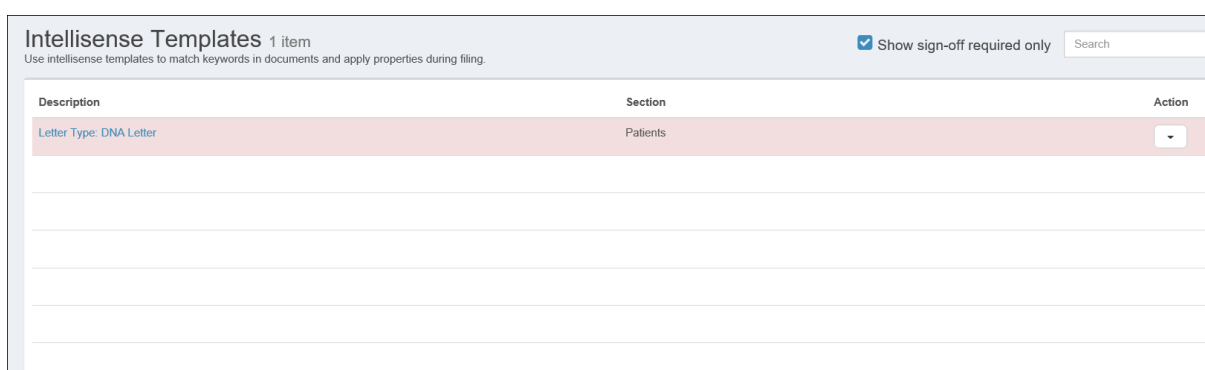 Intellisense Templates 1 item
Show sign-off required only
Search
Use intellisense templates to match keywords in documents and apply properties during filing.
Description Section Action
Letter Type: DNA Letter Patients